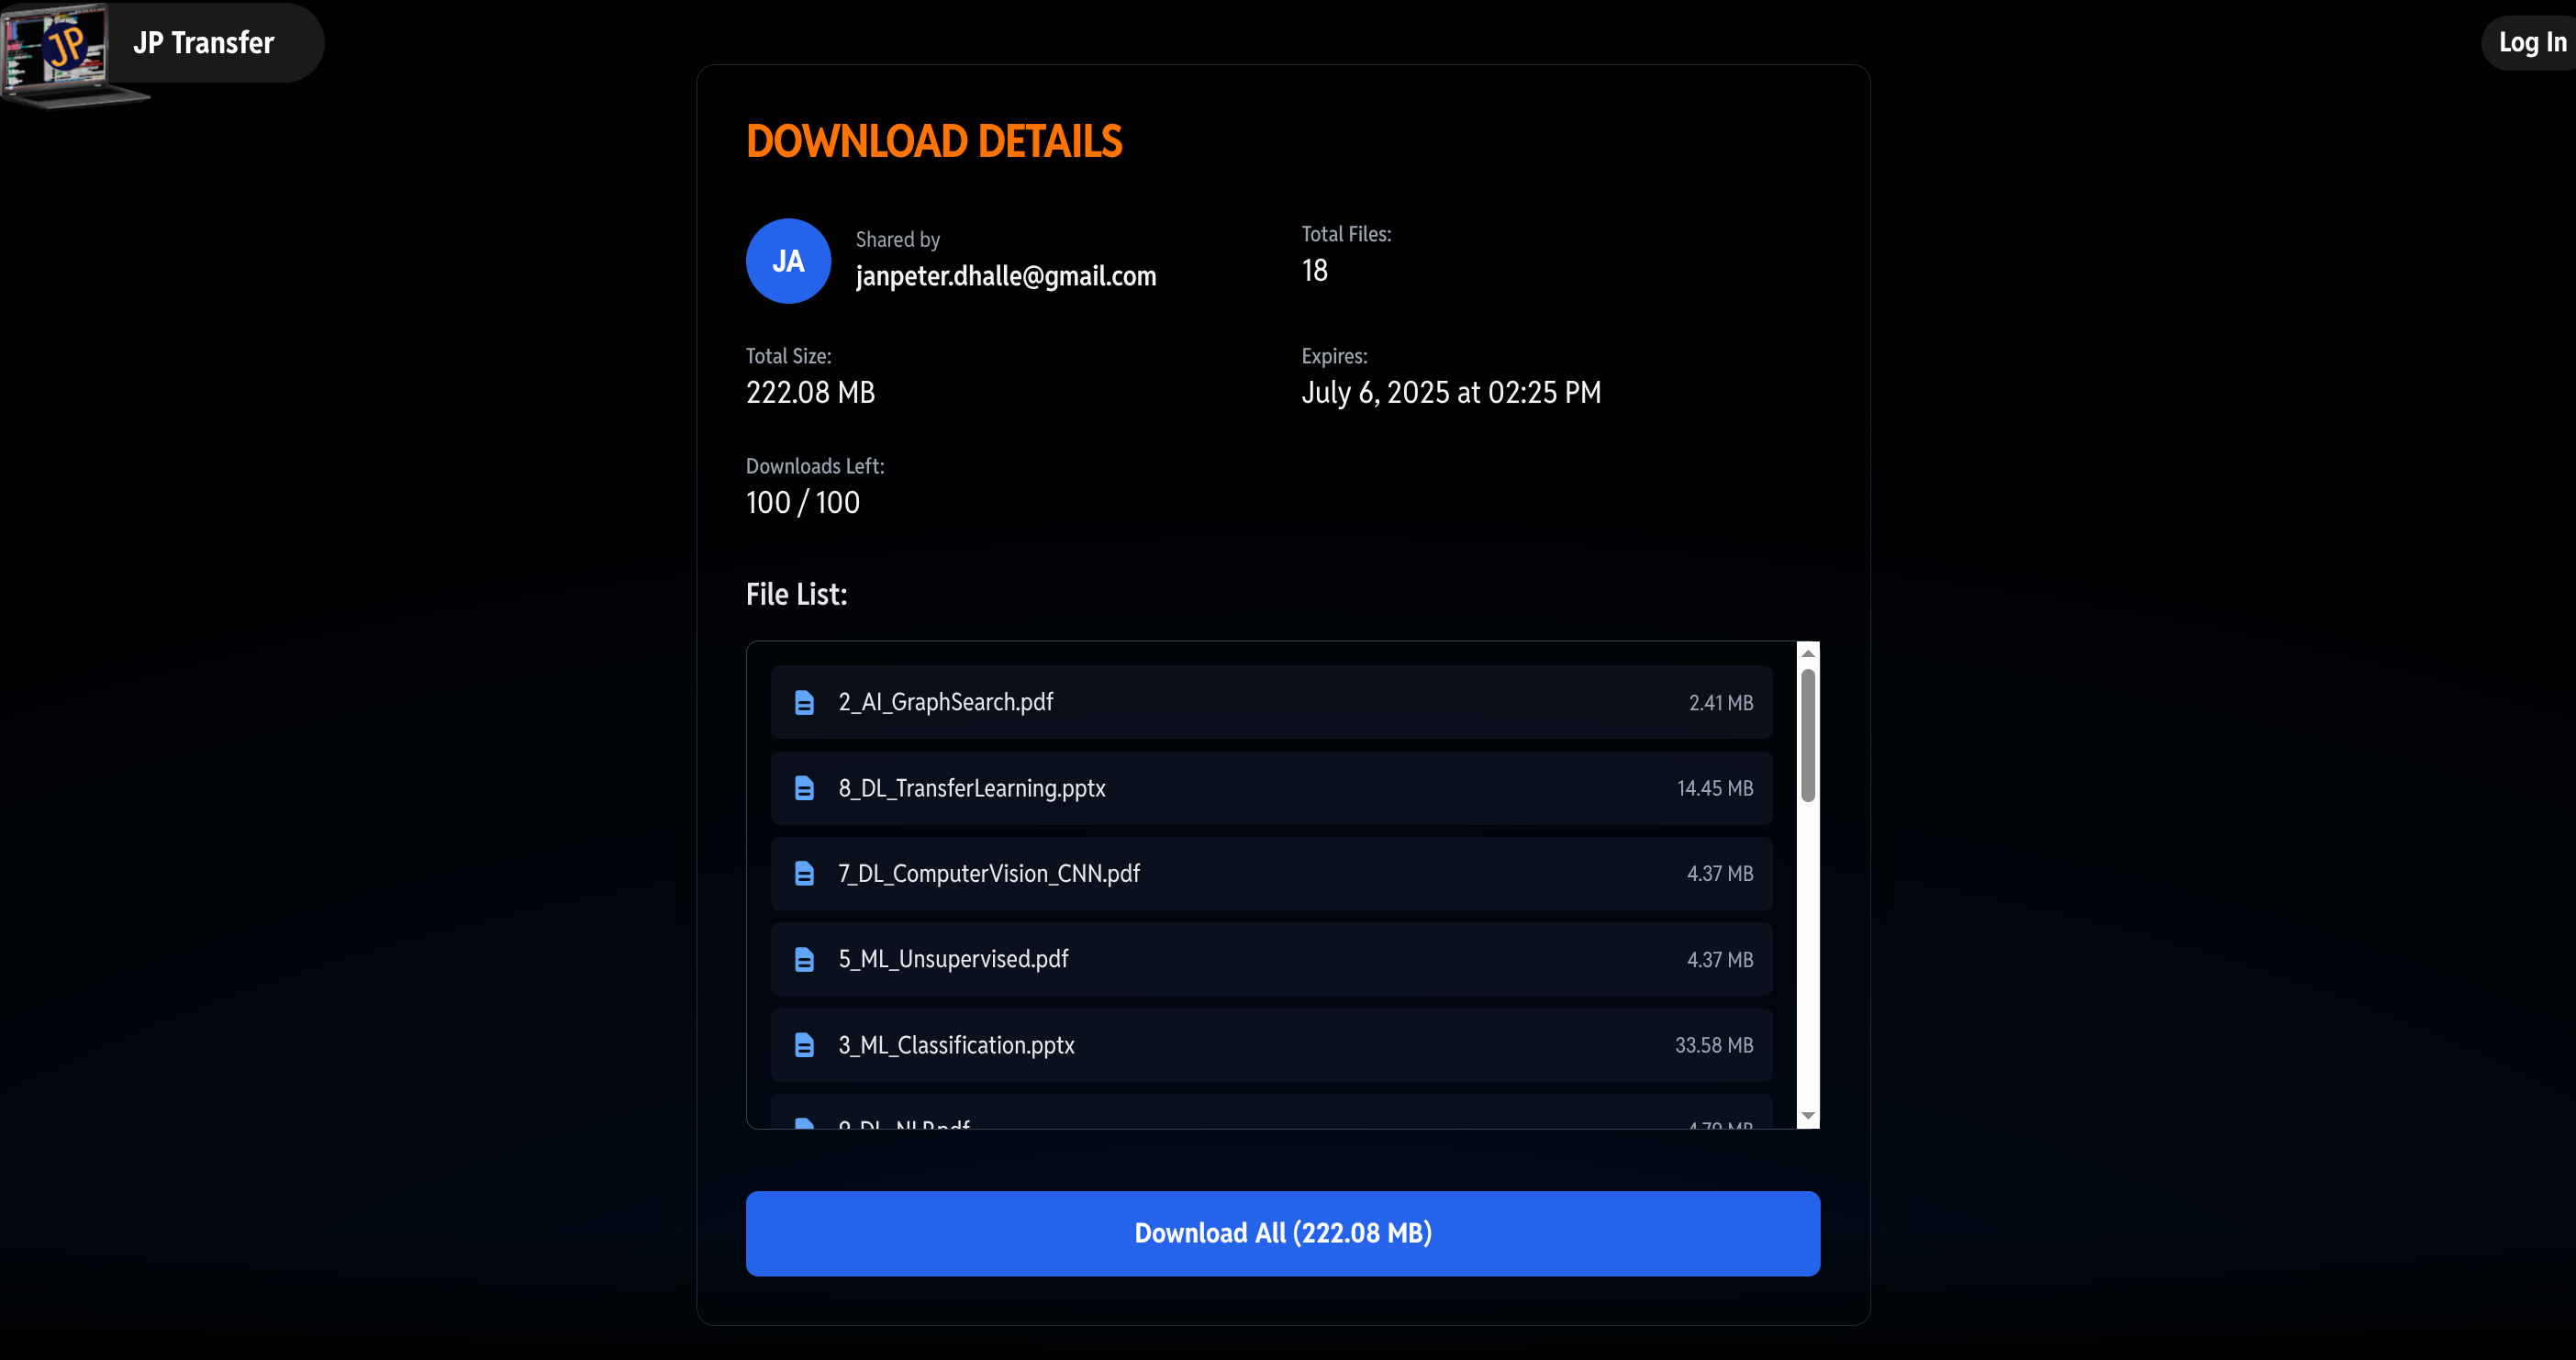 JP
JP Transfer
Log In
DOWNLOAD DETAILS
JA
Shared by
janpeter.dhalle@gmail.com
Total Files:
18
Total Size:
222.08 MB
Expires:
July 6, 2025 at 02:25 PM
Downloads Left:
100 / 100
File List:
2_AI_GraphSearch.pdf 2.41 MB
8_DL_TransferLearning.pptx 14.45 MB
7_DL_ComputerVision_CNN.pdf 4.37 MB
5_ML_Unsupervised.pdf 4.37 MB
3_ML_Classification.pptx 33.58 MB
Download All (222.08 MB)